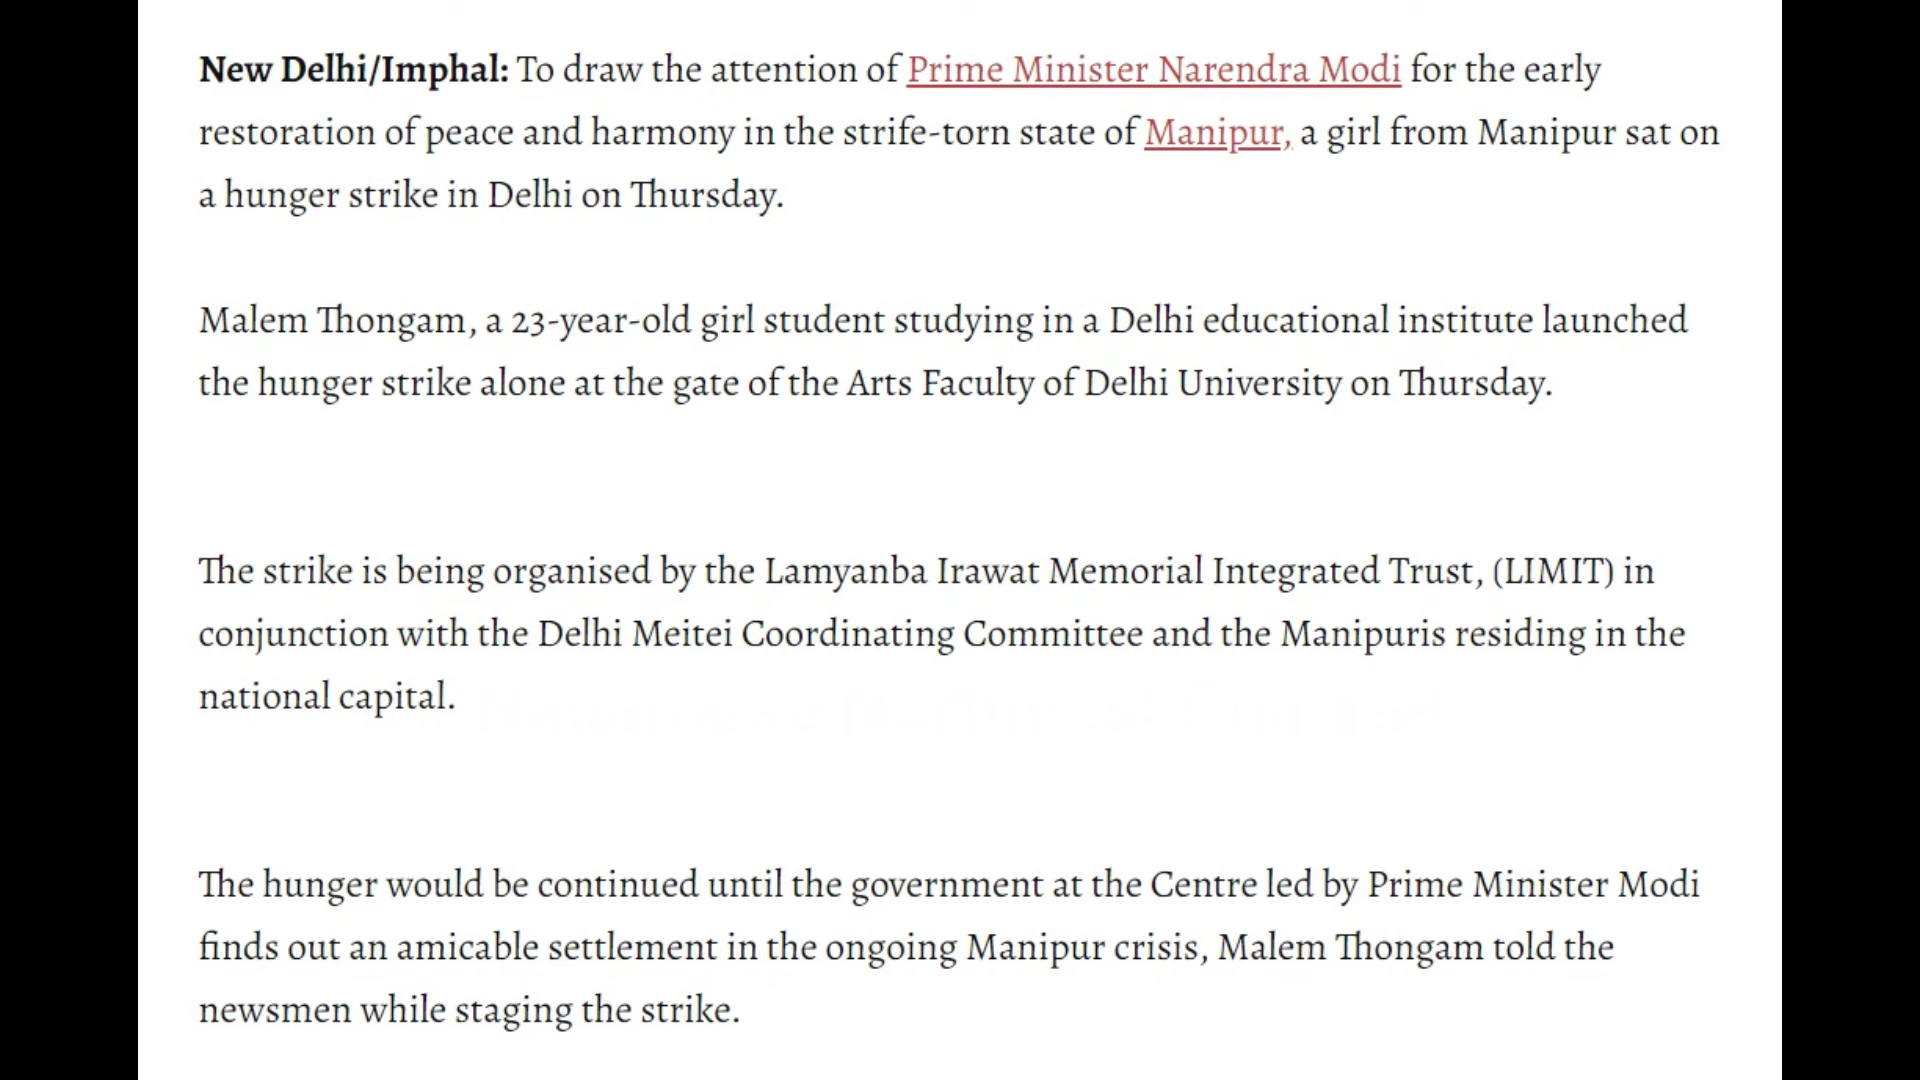 New Delhi/Imphal: To draw the attention of Prime Minister Narendra Modi for the early
restoration of peace and harmony in the strife-torn state of Manipur, a girl from Manipur sat on
a hunger strike in Delhi on Thursday.
Malem Thongam, a 23-year-old girl student studying in a Delhi educational institute launched
the hunger strike alone at the gate of the Arts Faculty of Delhi University on Thursday.
The strike is being organised by the Lamyanba Irawat Memorial Integrated Trust, (LIMIT) in
conjunction with the Delhi Meitei Coordinating Committee and the Manipuris residing in the
national capital.
The hunger would be continued until the government at the Centre led by Prime Minister Modi
finds out an amicable settlement in the ongoing Manipur crisis, Malem Thongam told the
newsmen while staging the strike.